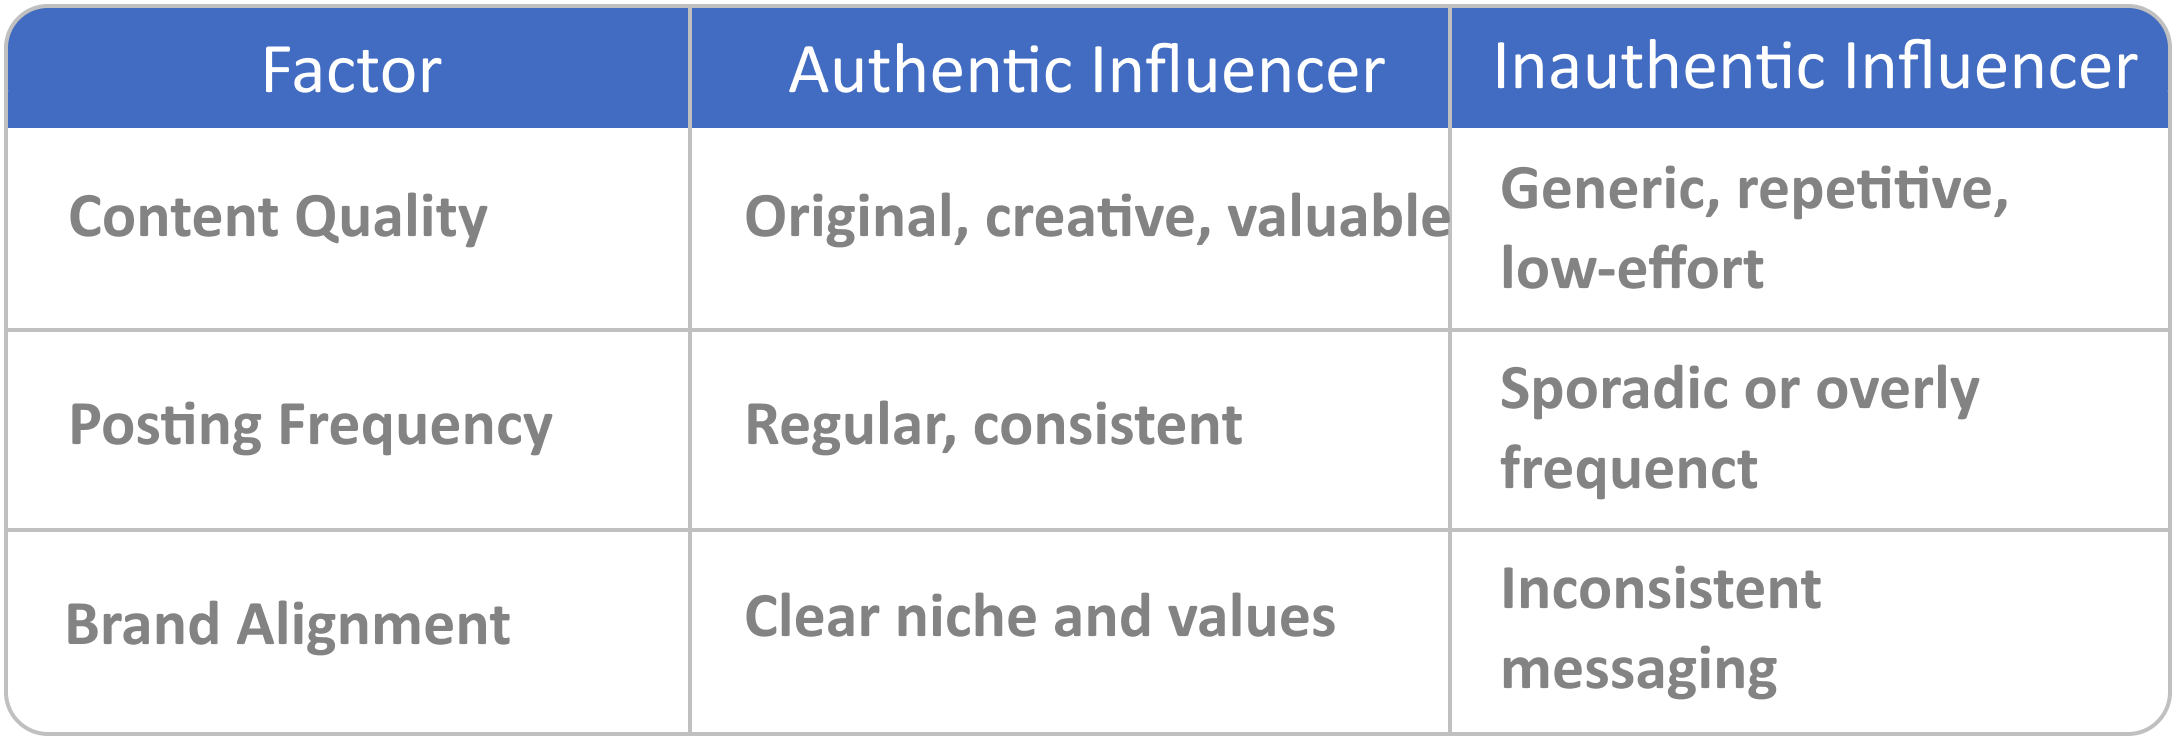 Factor
Authentic Influencer
Inauthentic Influencer
Content Quality
Original, creative, valuable
Generic, repetitive,
low-effort
Posting Frequency
Regular, consistent
Sporadic or overly
frequenct
Brand Alignment
Clear niche and values
Inconsistent
messaging